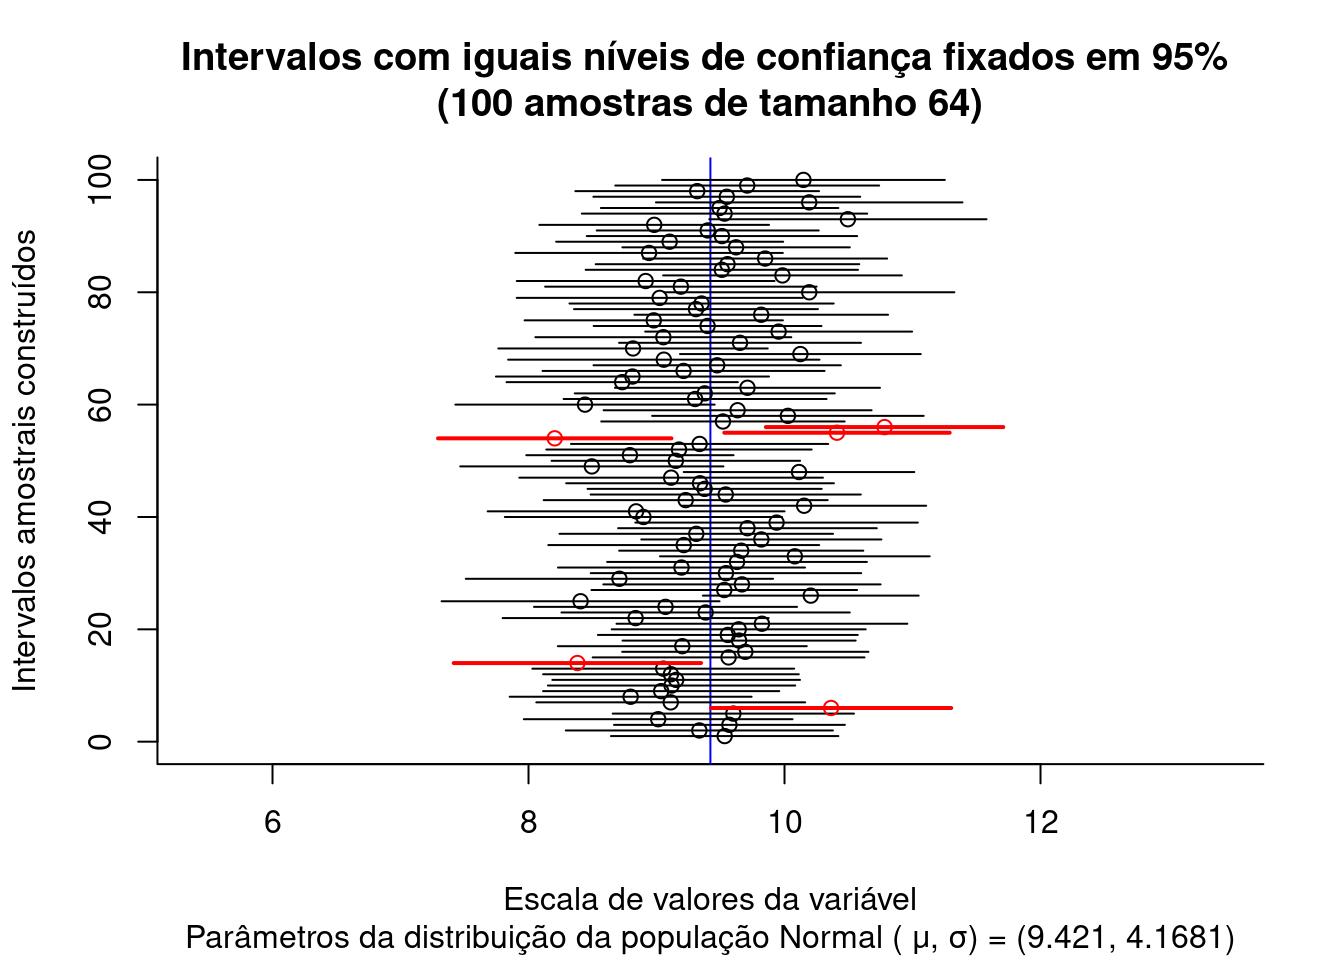 Intervalos com iguais níveis de confiança fixados em 95%
(100 amostras de tamanho 64)
Intervalos amostrais construídos
100
80
60
40
20
0
6 8 10 12
Escala de valores da variável
Parâmetros da distribuição da população Normal ( μ, σ) = (9.421, 4.1681)